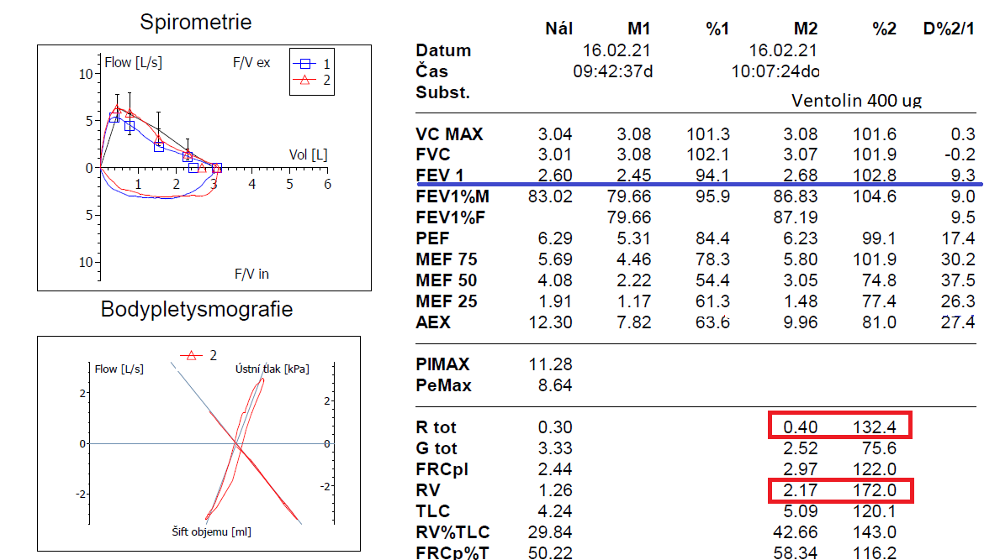 Spirometrie
Flow [L/s]
F/V ex
1
2
10
5
0
5
10
Vol [L]
1 2 3 4 5 6
F/V in
Bodypletysmografie
2
Flow [L/s]
Ústní tlak [kPa]
2
0
-2
2
0
-2
Šift objemu [ml]
Nál M1 %1 M2 %2 D%2/1
Datum 16.02.21 16.02.21
Čas 09:42:37d 10:07:24do
Subst.
Ventolin 400 ug
VC MAX 3.04 3.08 101.3 3.08 101.6 0.3
FVC 3.01 3.08 102.1 3.07 101.9 -0.2
FEV 1 2.60 2.45 94.1 2.68 102.8 9.3
FEV1%M 83.02 79.66 95.9 86.83 104.6 9.0
FEV1%F 79.66 87.19 9.5
PEF 6.29 5.31 84.4 6.23 99.1 17.4
MEF 75 5.69 4.46 78.3 5.80 101.9 30.2
MEF 50 4.08 2.22 54.4 3.05 74.8 37.5
MEF 25 1.91 1.17 61.3 1.48 77.4 26.3
AEX 12.30 7.82 63.6 9.96 81.0 27.4
PIMAX 11.28
PeMax 8.64
R tot 0.30 0.40 132.4
G tot 3.33 2.52 75.6
FRCpl 2.44 2.97 122.0
RV 1.26 2.17 172.0
TLC 4.24 5.09 120.1
RV%TLC 29.84 42.66 143.0
FRCp%T 50.22 58.34 116.2